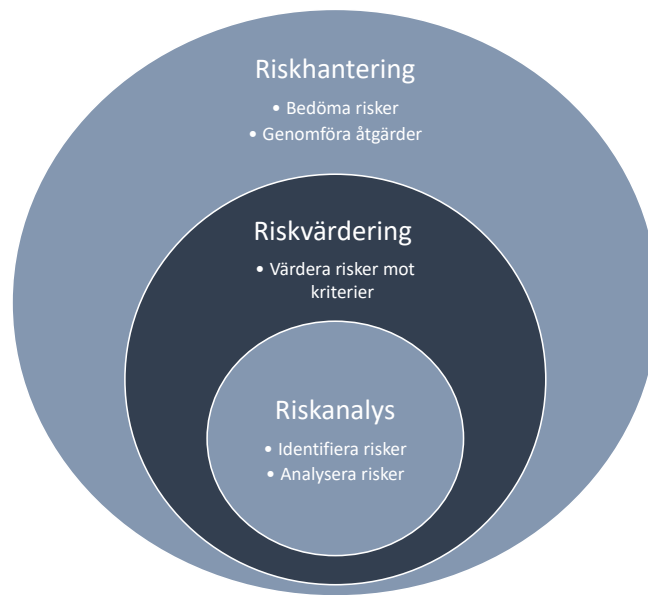 Riskhantering
• Bedöma risker
• Genomföra åtgärder
Riskvärdering
• Värdera risker mot
kriterier
Riskanalys
• Identifiera risker
• Analysera risker